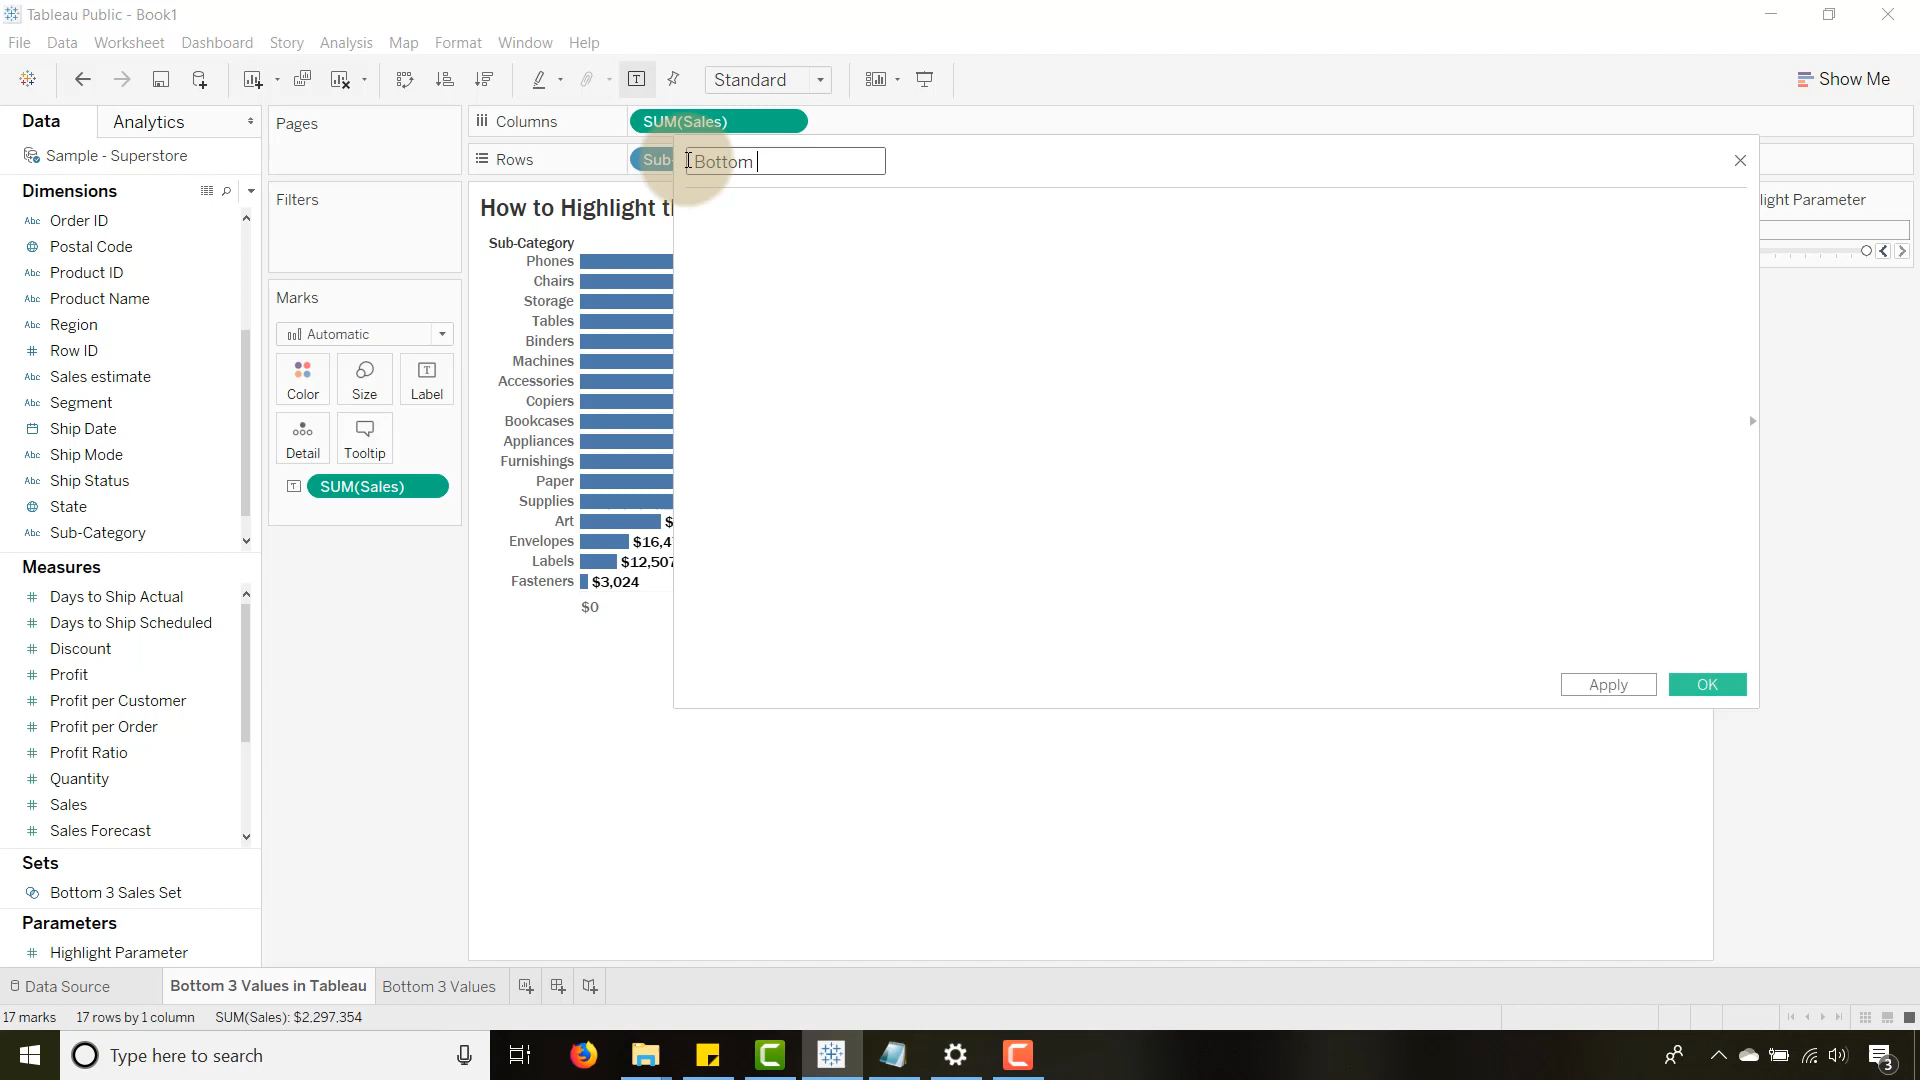 Tableau Public - Book1
File Data Worksheet Dashboard Story Analysis Map Format Window Help
Standard
Show Me
Data Analytics
Sample - Superstore
Dimensions
Order ID
Postal Code
Product ID
Product Name
Region
Row ID
Sales estimate
Segment
Ship Date
Ship Mode
Ship Status
State
Sub-Category
Measures
Days to Ship Actual
Days to Ship Scheduled
Discount
Profit
Profit per Customer
Profit per Order
Profit Ratio
Quantity
Sales
Sales Forecast
Sets
Bottom 3 Sales Set
Parameters
Highlight Parameter
Pages
Filters
Marks
Automatic
Color Size Label
Detail Tooltip
SUM(Sales)
Columns SUM(Sales)
Rows Sub
Bottom
light Parameter
How to Highlight t
Sub-Category
Phones
Chairs
Storage
Tables
Binders
Machines
Accessories
Copiers
Bookcases
Appliances
Furnishings
Paper
Supplies
Art $
Envelopes $16,4
Labels $12,507
Fasteners $3,024
$0
Apply OK
Data Source Bottom 3 Values in Tableau Bottom 3 Values
17 marks 17 rows by 1 column SUM(Sales): $2,297,354
Type here to search
3